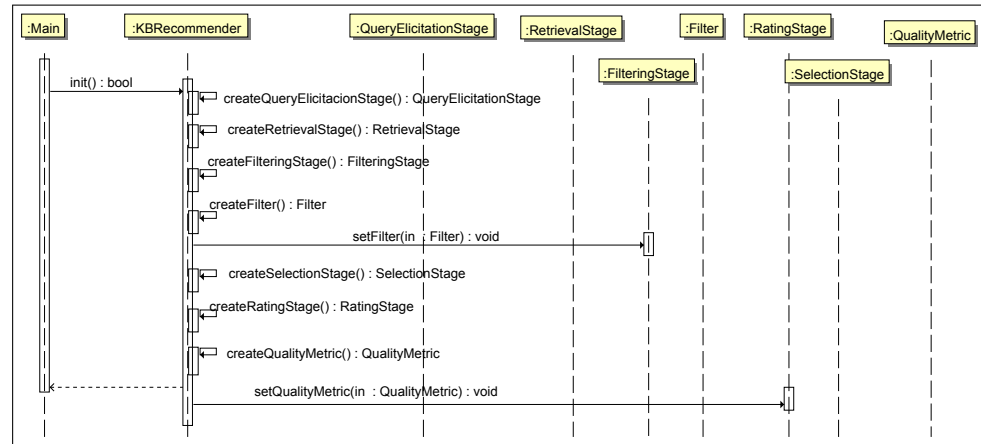 :Main
:KBRecommender
:QueryElicitationStage
:RetrievalStage
:Filter
:RatingStage
:QualityMetric
:FilteringStage
:SelectionStage
init() : bool
createQueryElicitacionStage() : QueryElicitationStage
createRetrievalStage() : RetrievalStage
createFilteringStage() : FilteringStage
createFilter() : Filter
setFilter(in : Filter) : void
createSelectionStage() : SelectionStage
createRatingStage() : RatingStage
createQualityMetric() : QualityMetric
setQualityMetric(in : QualityMetric) : void